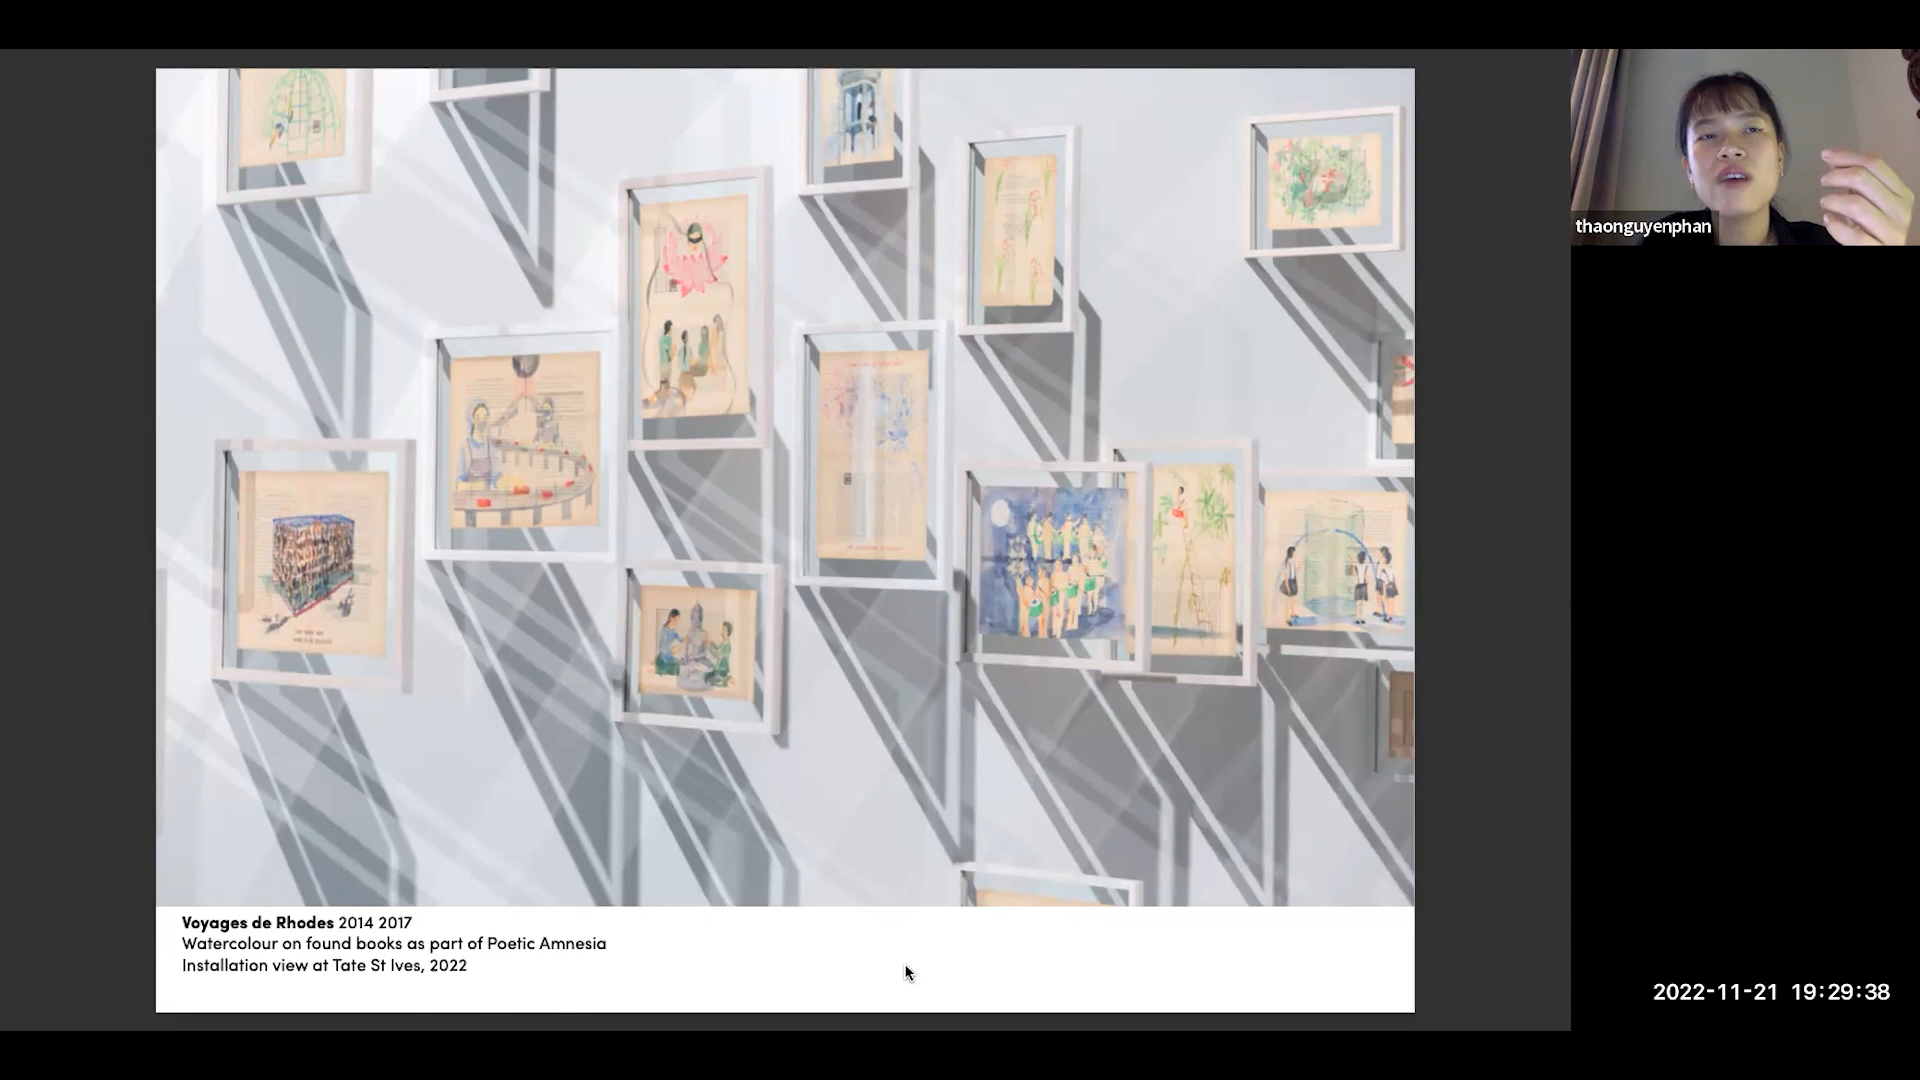 thaonguyenphan
Voyages de Rhodes 2014 2017
Watercolour on found books as part of Poetic Amnesia
Installation view at Tate St Ives, 2022
2022-11-21 19:29:38